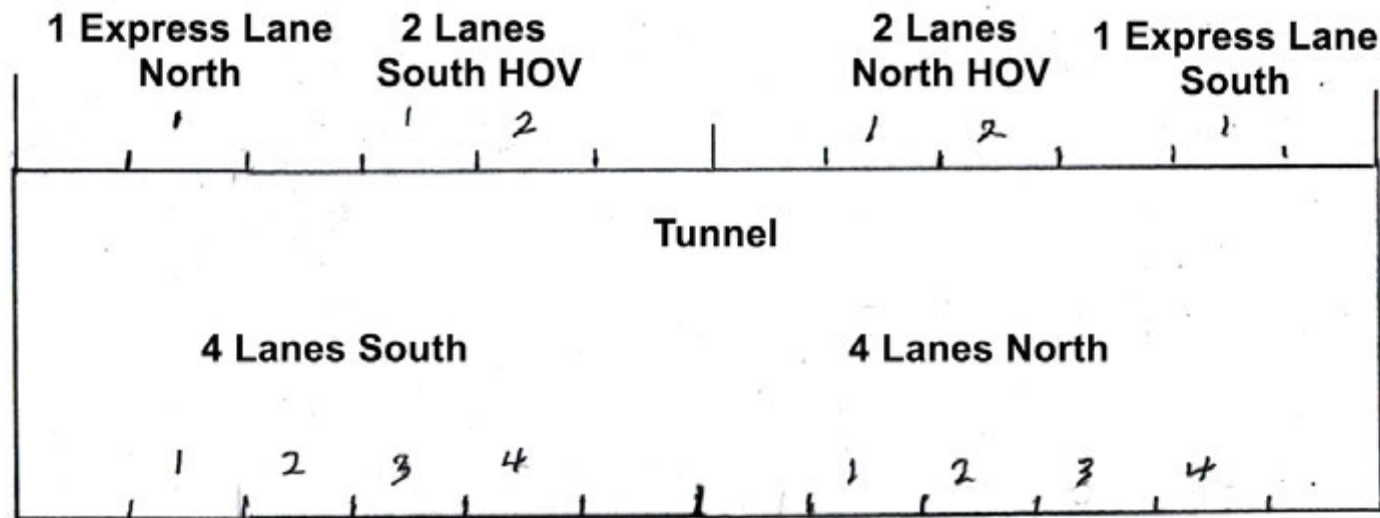 1 Express Lane North
2 Lanes South HOV
2 Lanes North HOV
1 Express Lane South
1
1 2
1 2
1
Tunnel
4 Lanes South
4 Lanes North
1 2 3 4
1 2 3 4